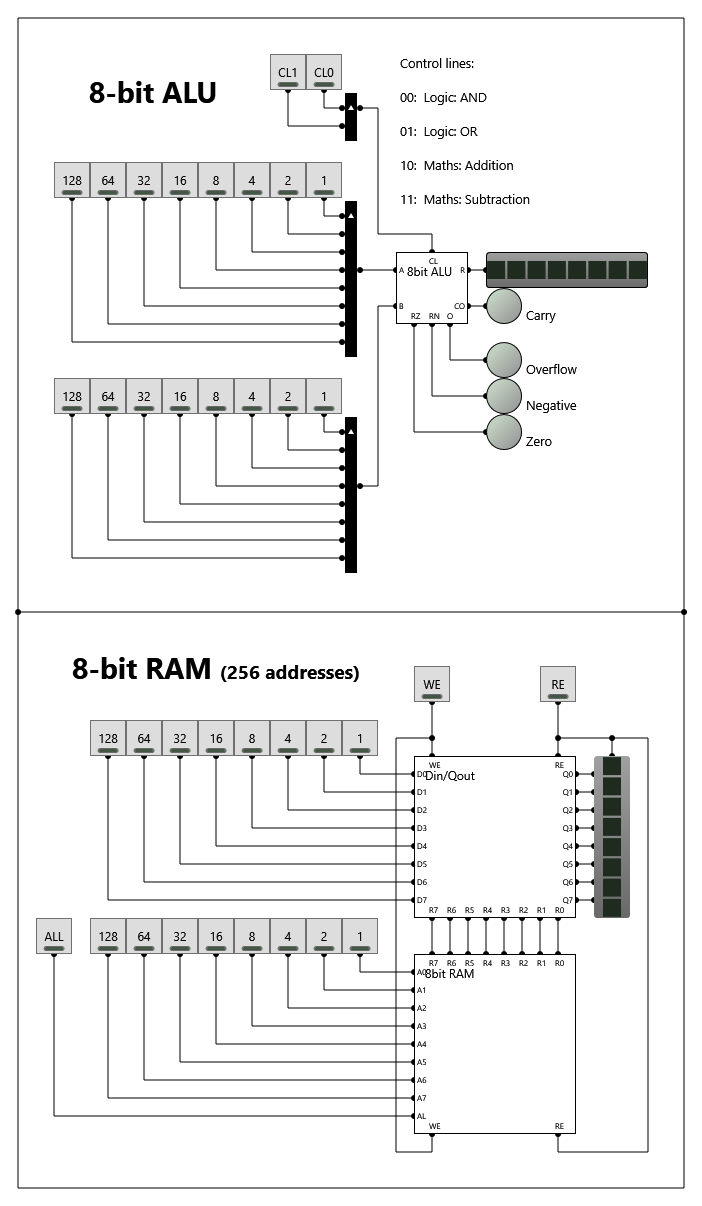 CL1 CL0
8-bit ALU
Control lines:
00: Logic: AND
01: Logic: OR
10: Maths: Addition
11: Maths: Subtraction
128 64 32 16 8 4 2 1
CL
A 8bit ALU R
B CO
RZ RN O
Carry
Overflow
Negative
Zero
128 64 32 16 8 4 2 1
8-bit RAM (256 addresses)
WE RE
128 64 32 16 8 4 2 1
WE RE
D0 Din/Qout Q0
D1 Q1
D2 Q2
D3 Q3
D4 Q4
D5 Q5
D6 Q6
D7 Q7
R7 R6 R5 R4 R3 R2 R1 R0
ALL 128 64 32 16 8 4 2 1
R7 R6 R5 R4 R3 R2 R1 R0
A0 8bit RAM
A1
A2
A3
A4
A5
A6
A7
AL
WE RE